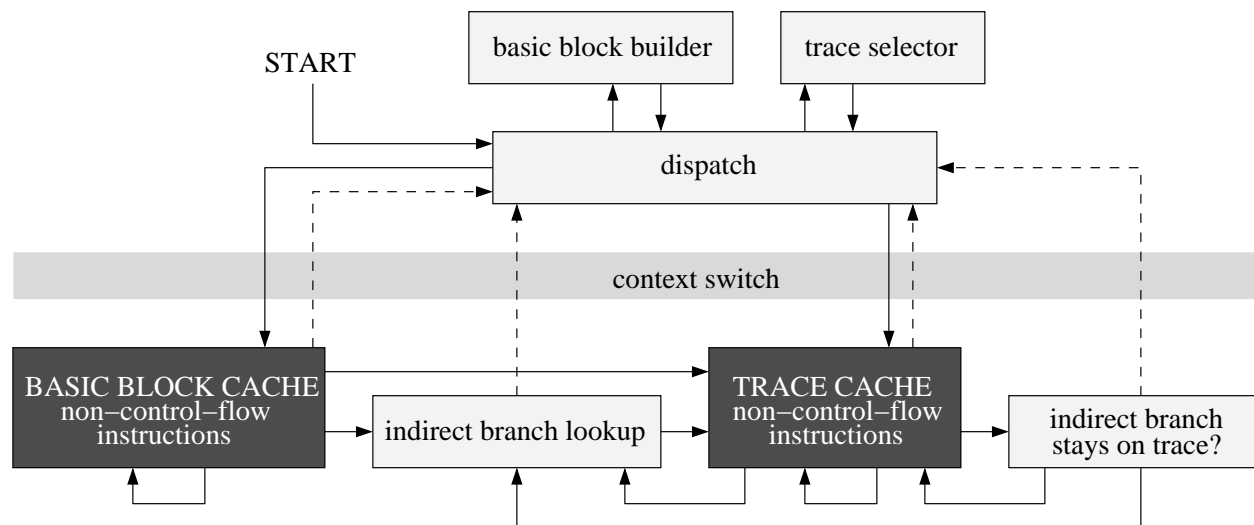 basic block builder
trace selector
START
dispatch
context switch
BASIC BLOCK CACHE
non−control−flow
instructions
indirect branch lookup
TRACE CACHE
non−control−flow
instructions
indirect branch
stays on trace?